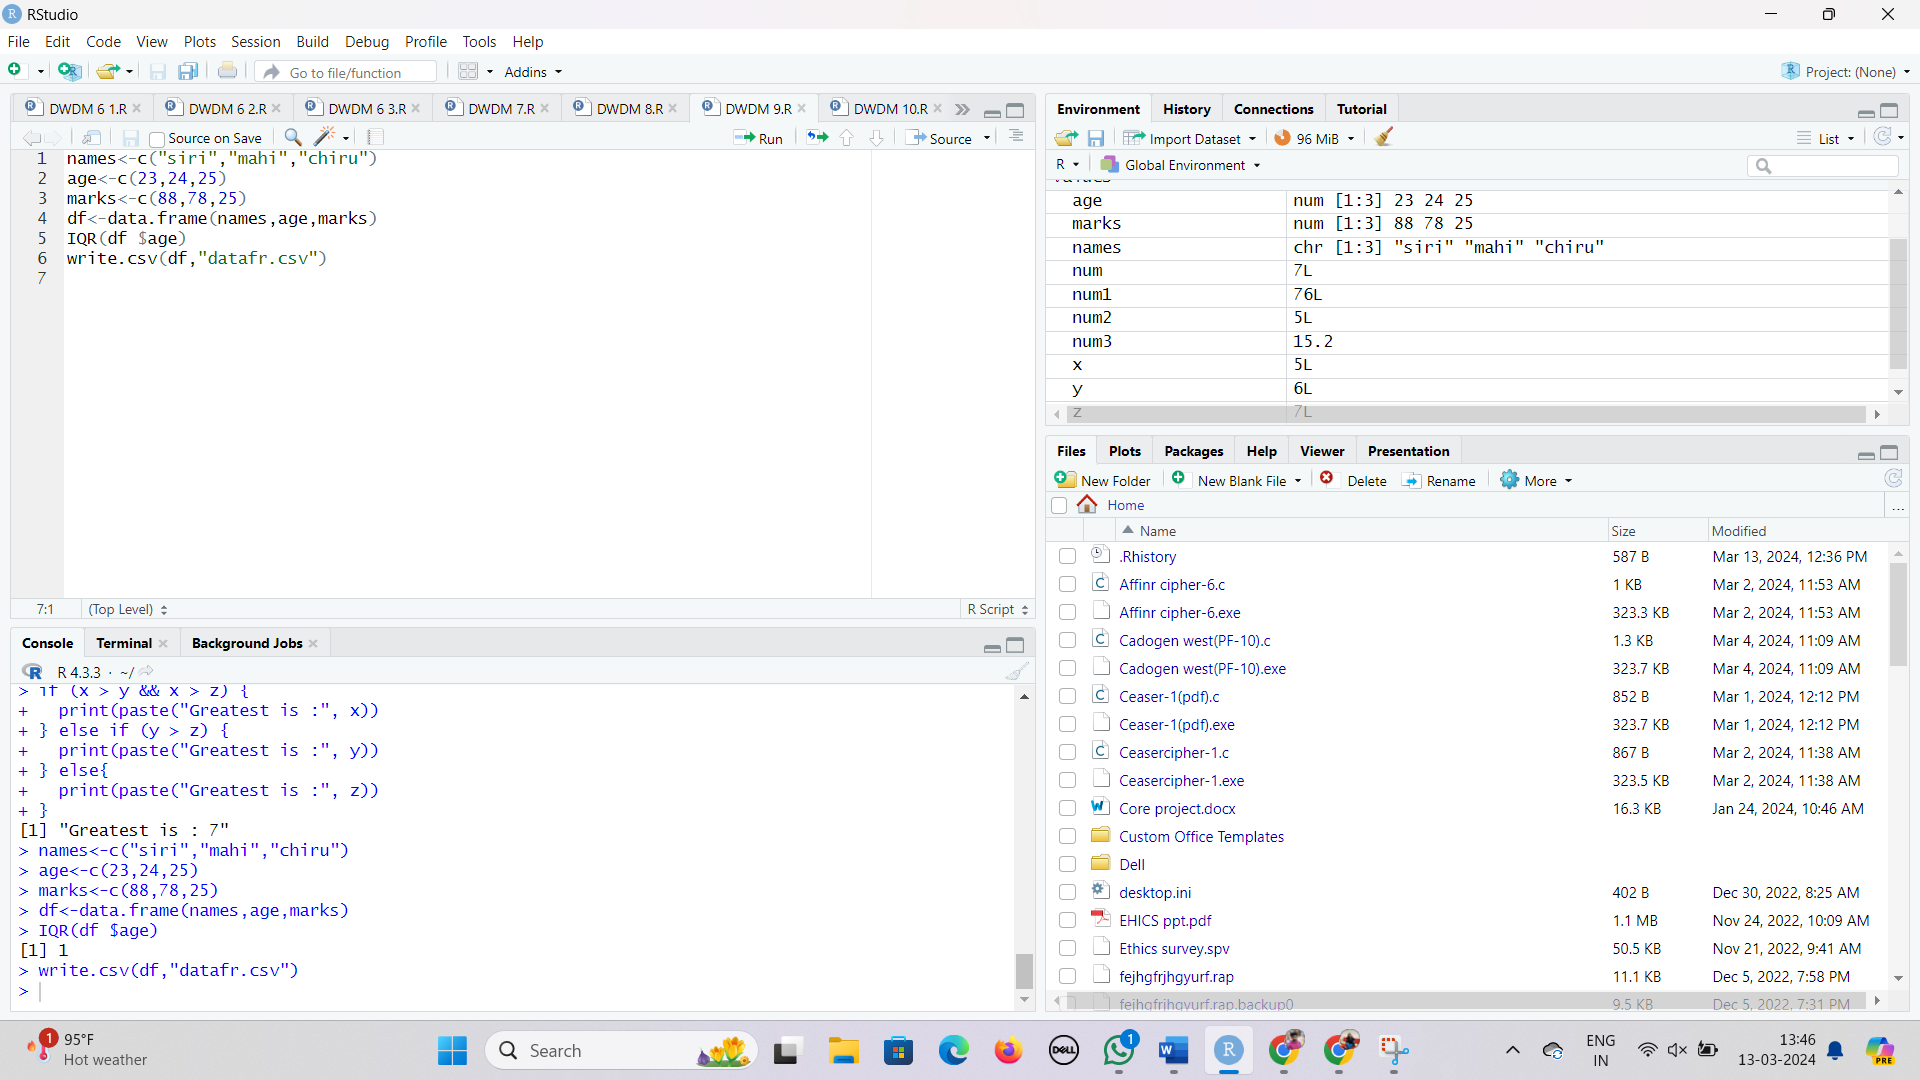 RStudio
File Edit Code View Plots Session Build Debug Profile Tools Help
Go to file/function Addins Project: (None)
DWDM 6 1.R DWDM 6 2.R DWDM 6 3.R DWDM 7.R DWDM 8.R DWDM 9.R DWDM 10.R
Source on Save Run Source
1 names<-c("siri","mahi","chiru")
2 age<-c(23,24,25)
3 marks<-c(88,78,25)
4 df<-data.frame(names,age,marks)
5 IQR(df $age)
6 write.csv(df,"datafr.csv")
7
7:1 (Top Level) R Script
Console Terminal Background Jobs
R 4.3.3 · ~/
> if (x > y && x > z) {
+ print(paste("Greatest is :", x))
+ } else if (y > z) {
+ print(paste("Greatest is :", y))
+ } else{
+ print(paste("Greatest is :", z))
+ }
[1] "Greatest is : 7"
> names<-c("siri","mahi","chiru")
> age<-c(23,24,25)
> marks<-c(88,78,25)
> df<-data.frame(names,age,marks)
> IQR(df $age)
[1] 1
> write.csv(df,"datafr.csv")
>
Environment History Connections Tutorial
Import Dataset 96 MiB List
R Global Environment
values
age num [1:3] 23 24 25
marks num [1:3] 88 78 25
names chr [1:3] "siri" "mahi" "chiru"
num 7L
num1 76L
num2 5L
num3 15.2
x 5L
y 6L
z 7L
Files Plots Packages Help Viewer Presentation
New Folder New Blank File Delete Rename More
Home ...
Name Size Modified
.Rhistory 587 B Mar 13, 2024, 12:36 PM
Affinr cipher-6.c 1 KB Mar 2, 2024, 11:53 AM
Affinr cipher-6.exe 323.3 KB Mar 2, 2024, 11:53 AM
Cadogen west(PF-10).c 1.3 KB Mar 4, 2024, 11:09 AM
Cadogen west(PF-10).exe 323.7 KB Mar 4, 2024, 11:09 AM
Ceaser-1(pdf).c 852 B Mar 1, 2024, 12:12 PM
Ceaser-1(pdf).exe 323.7 KB Mar 1, 2024, 12:12 PM
Ceasercipher-1.c 867 B Mar 2, 2024, 11:38 AM
Ceasercipher-1.exe 323.5 KB Mar 2, 2024, 11:38 AM
Core project.docx 16.3 KB Jan 24, 2024, 10:46 AM
Custom Office Templates
Dell
desktop.ini 402 B Dec 30, 2022, 8:25 AM
EHICS ppt.pdf 1.1 MB Nov 24, 2022, 10:09 AM
Ethics survey.spv 50.5 KB Nov 21, 2022, 9:41 AM
fejhgfrjhgyurf.rap 11.1 KB Dec 5, 2022, 7:58 PM
fejhgfrjhgyurf.rap.backup0 9.5 KB Dec 5, 2022, 7:31 PM
1 95°F
Hot weather
Search
DELL
1
ENG
IN
13:46
13-03-2024
PRE